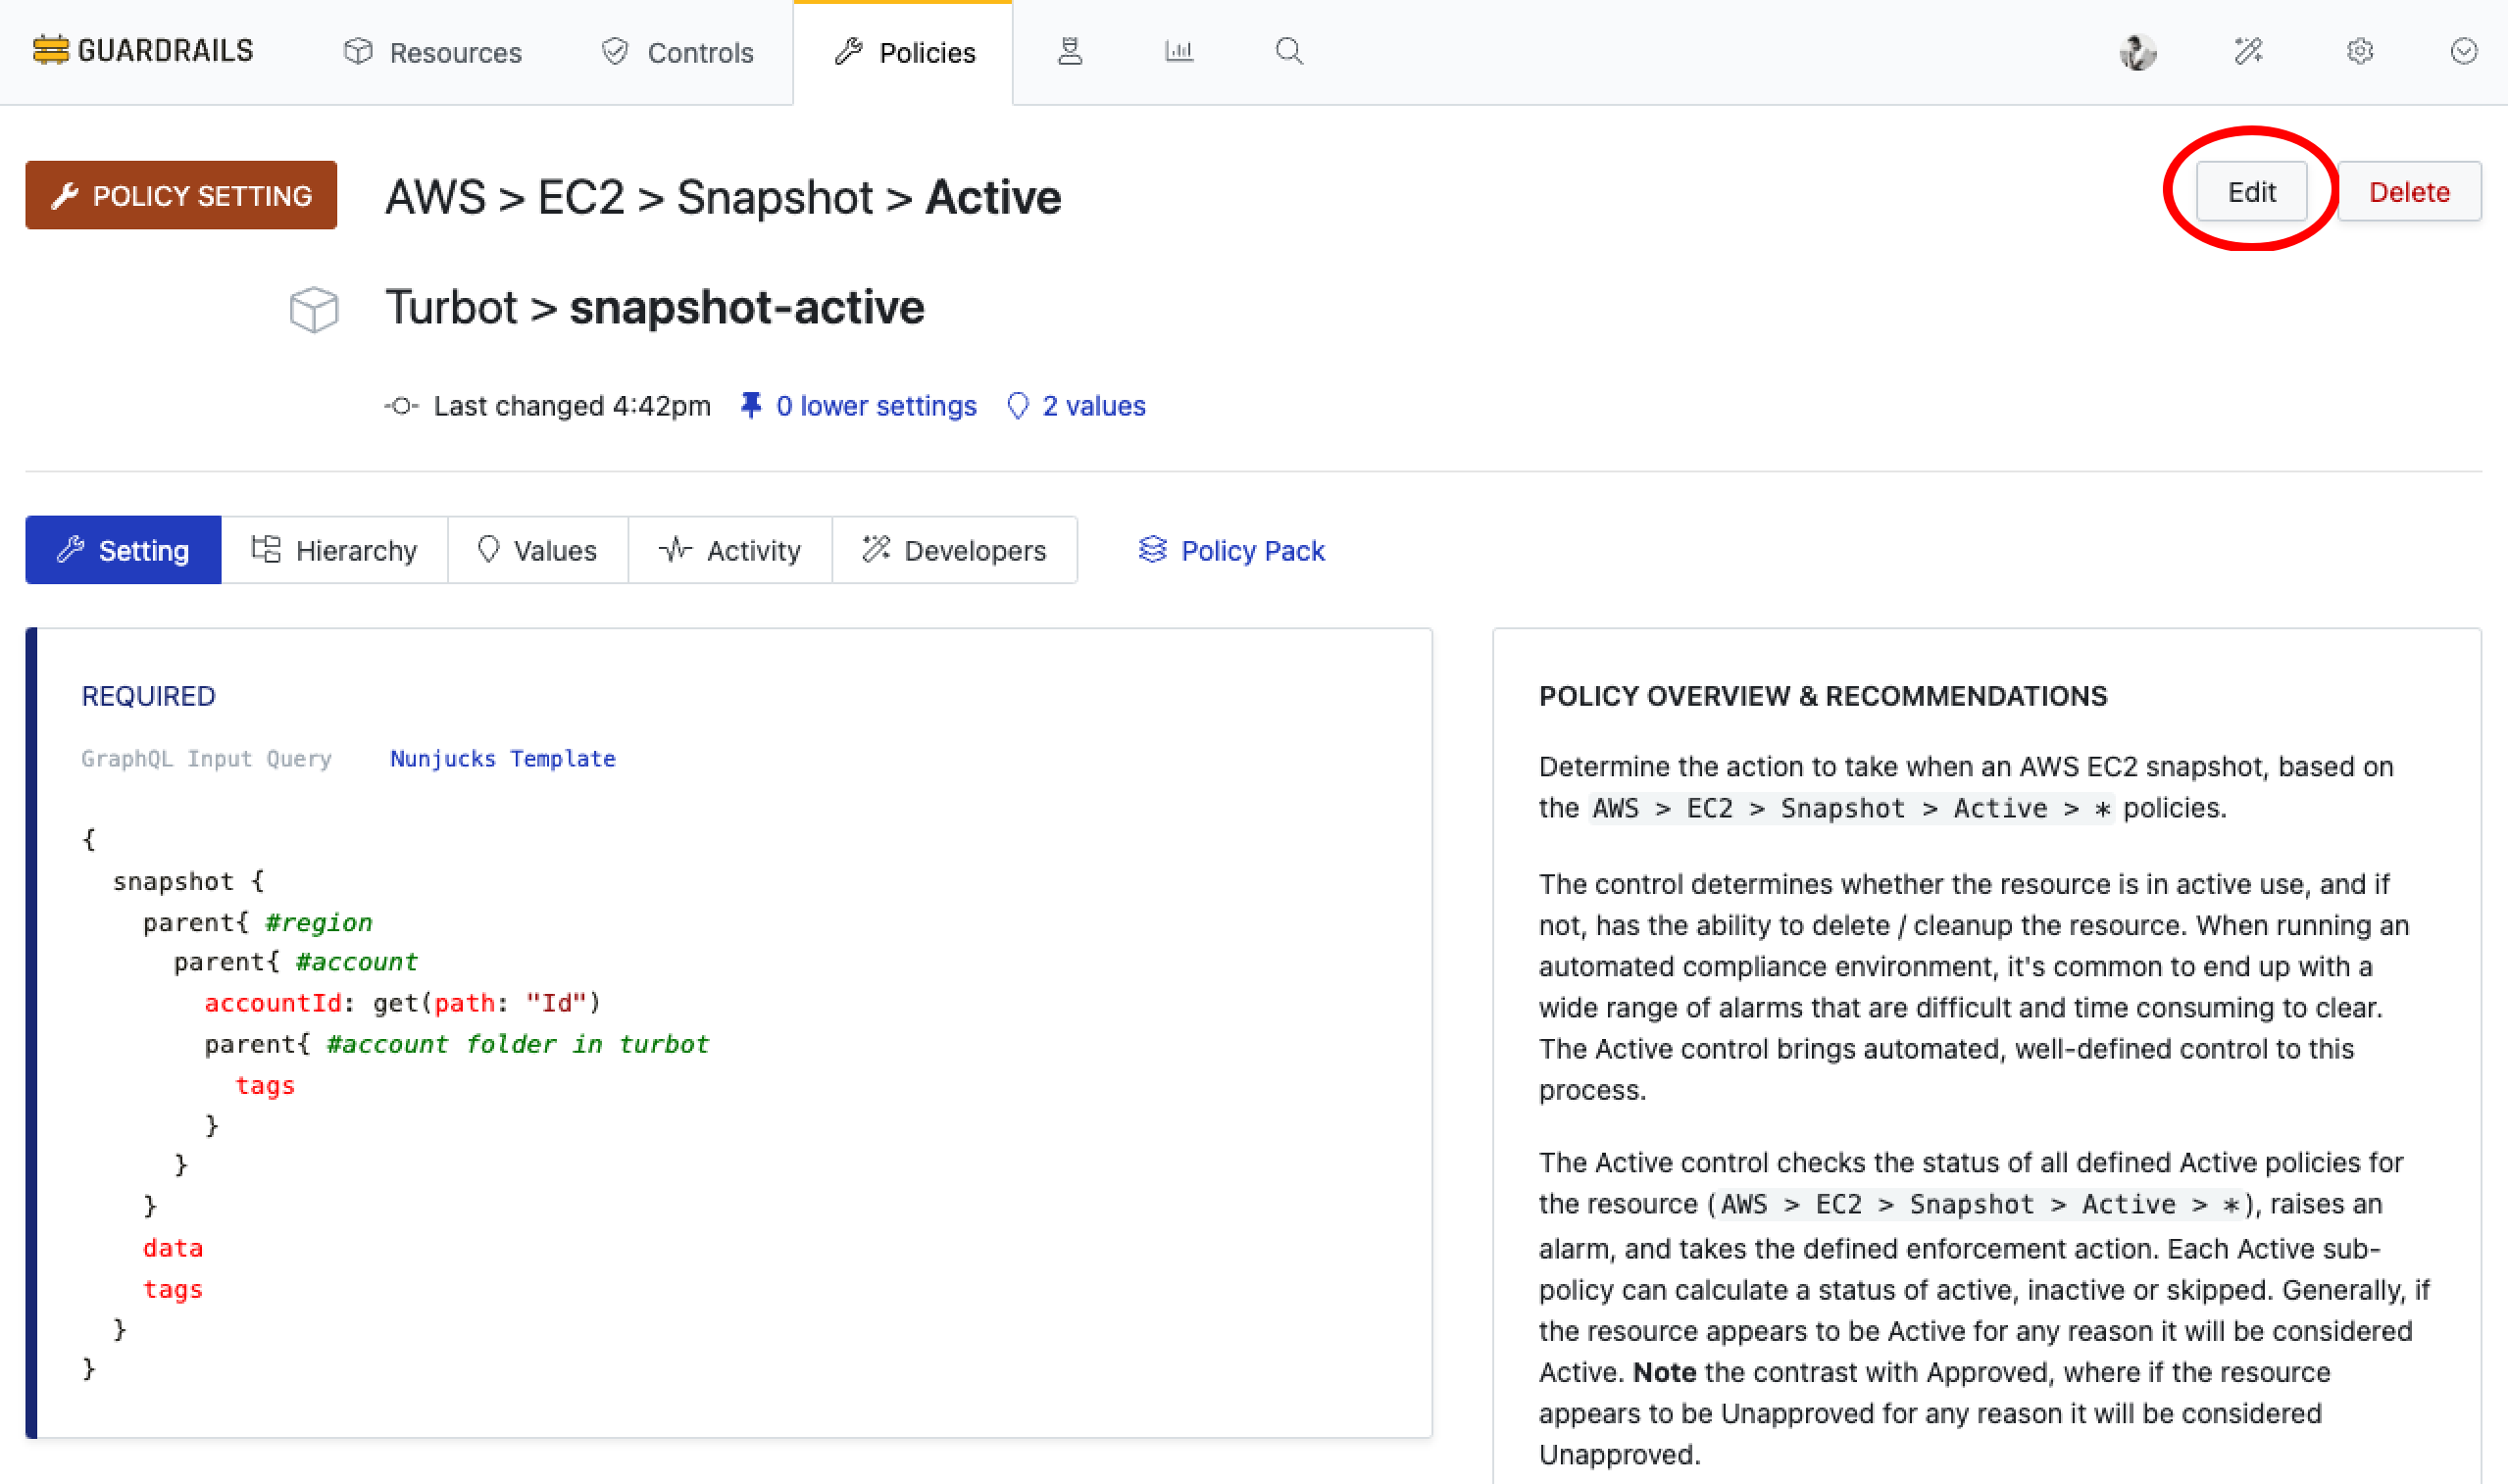 GUARDRAILS Resources Controls Policies
POLICY SETTING AWS > EC2 > Snapshot > Active Edit Delete
Turbot > snapshot-active
Last changed 4:42pm 0 lower settings 2 values
Setting Hierarchy Values Activity Developers Policy Pack
REQUIRED
GraphQL Input Query Nunjucks Template
{
snapshot {
parent{ #region
parent{ #account
accountId: get(path: "Id")
parent{ #account folder in turbot
tags
}
}
}
data
tags
}
}
POLICY OVERVIEW & RECOMMENDATIONS
Determine the action to take when an AWS EC2 snapshot, based on
the AWS > EC2 > Snapshot > Active > * policies.
The control determines whether the resource is in active use, and if
not, has the ability to delete / cleanup the resource. When running an
automated compliance environment, it's common to end up with a
wide range of alarms that are difficult and time consuming to clear.
The Active control brings automated, well-defined control to this
process.
The Active control checks the status of all defined Active policies for
the resource (AWS > EC2 > Snapshot > Active > *), raises an
alarm, and takes the defined enforcement action. Each Active sub-
policy can calculate a status of active, inactive or skipped. Generally, if
the resource appears to be Active for any reason it will be considered
Active. Note the contrast with Approved, where if the resource
appears to be Unapproved for any reason it will be considered
Unapproved.